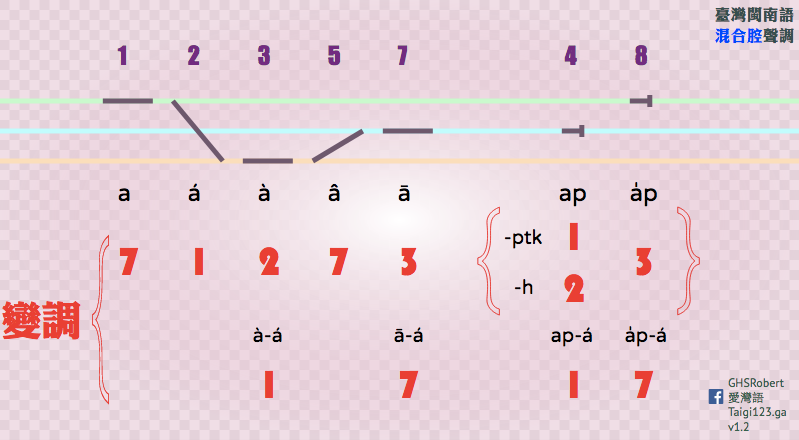 臺灣閩南語
混合腔聲調
1 2 3 5 7 4 8
a á à â ā ap a̍p
變調
7 1 2 7 3
-ptk 1
-h 2
3
à-á ā-á ap-á a̍p-á
1 7 1 7
GHSRobert
愛灣語
Taigi123.ga
v1.2